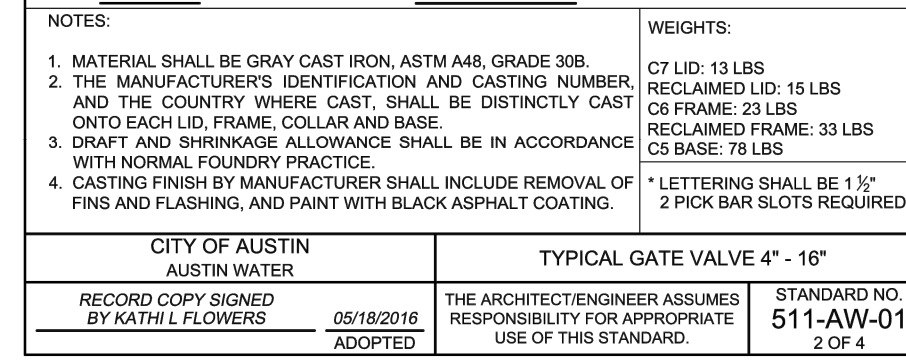 NOTES:
1. MATERIAL SHALL BE GRAY CAST IRON, ASTM A48, GRADE 30B.
2. THE MANUFACTURER'S IDENTIFICATION AND CASTING NUMBER,
AND THE COUNTRY WHERE CAST, SHALL BE DISTINCTLY CAST
ONTO EACH LID, FRAME, COLLAR AND BASE.
3. DRAFT AND SHRINKAGE ALLOWANCE SHALL BE IN ACCORDANCE
WITH NORMAL FOUNDRY PRACTICE.
4. CASTING FINISH BY MANUFACTURER SHALL INCLUDE REMOVAL OF
FINS AND FLASHING, AND PAINT WITH BLACK ASPHALT COATING.
WEIGHTS:
C7 LID: 13 LBS
RECLAIMED LID: 15 LBS
C6 FRAME: 23 LBS
RECLAIMED FRAME: 33 LBS
C5 BASE: 78 LBS
* LETTERING SHALL BE 1 ½"
2 PICK BAR SLOTS REQUIRED
CITY OF AUSTIN
AUSTIN WATER
TYPICAL GATE VALVE 4" - 16"
RECORD COPY SIGNED
BY KATHI L FLOWERS
05/18/2016
ADOPTED
THE ARCHITECT/ENGINEER ASSUMES
RESPONSIBILITY FOR APPROPRIATE
USE OF THIS STANDARD.
STANDARD NO.
511-AW-01
2 OF 4